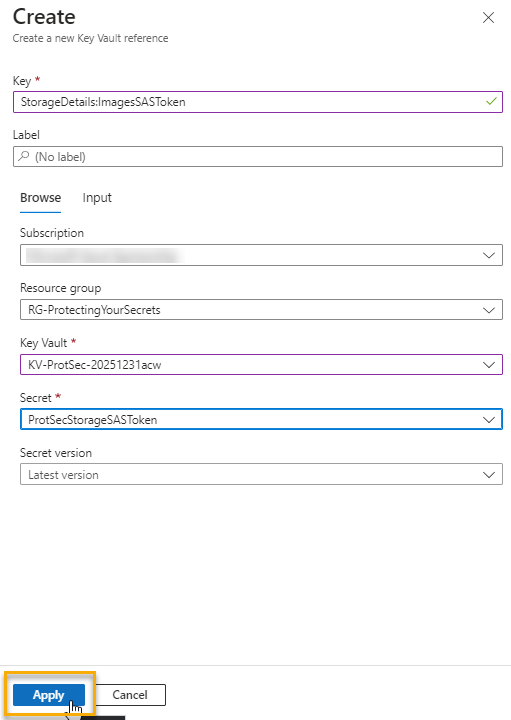 Create
Create a new Key Vault reference
Key *
StorageDetails:ImagesSASToken
Label
(No label)
Browse Input
Subscription
Resource group
RG-ProtectingYourSecrets
Key Vault *
KV-ProtSec-20251231acw
Secret *
ProtSecStorageSASToken
Secret version
Latest version
Apply Cancel